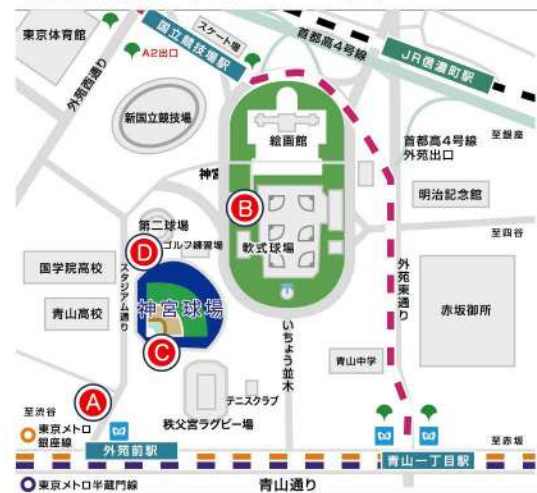 東京体育館
国立競技場駅
スケート場
首都高4号線
JR信濃町駅
A2出口
外苑西通り
新国立競技場
絵画館
首都高4号線
外苑出口
至銀座
神宮
明治記念館
B
第二球場
ゴルフ練習場
軟式球場
至四谷
D
国学院高校
スタジアム通り
神宮球場
外苑東通り
赤坂御所
青山高校
C
いちょう並木
青山中学
A
テニスクラブ
秩父宮ラグビー場
至渋谷
東京メトロ
銀座線
外苑前駅
青山一丁目駅
至赤坂
東京メトロ半蔵門線
青山通り